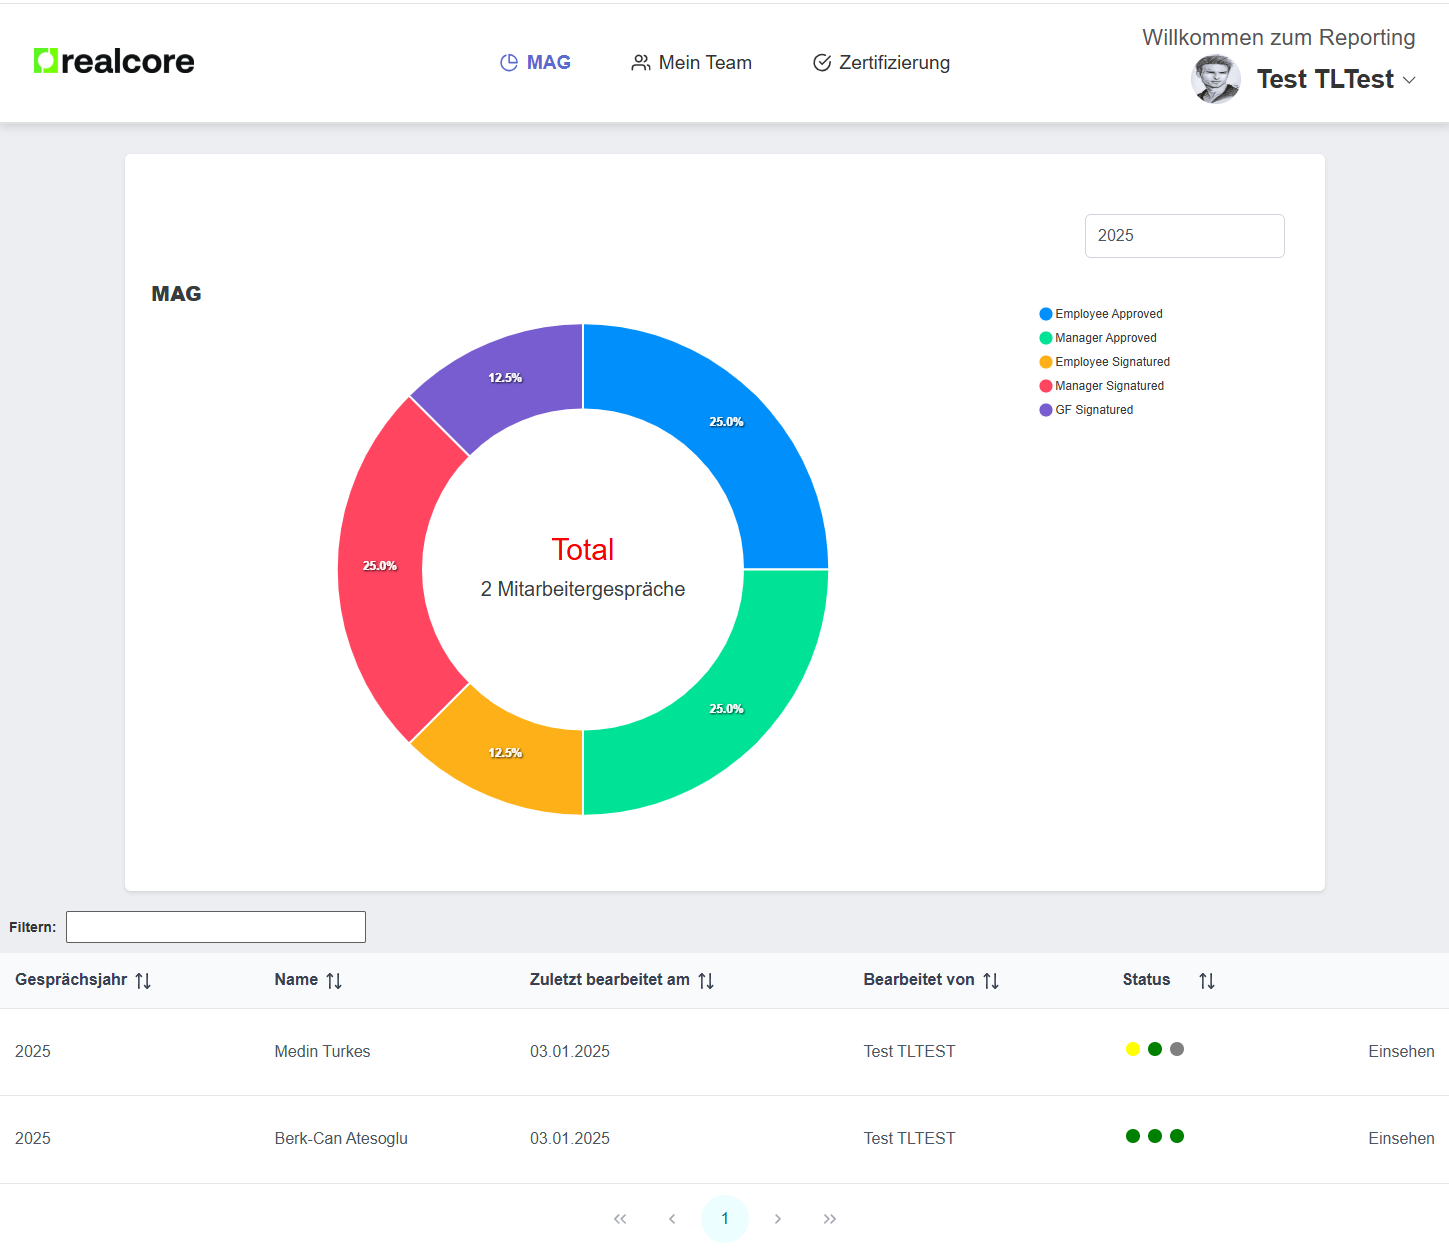 realcore
MAG
Mein Team
Zertifizierung
Willkommen zum Reporting
Test TLTest
2025
MAG
Employee Approved
Manager Approved
Employee Signatured
Manager Signatured
GF Signatured
12.5%
25.0%
25.0%
Total
2 Mitarbeitergespräche
25.0%
12.5%
Filtern:
Gesprächsjahr Name Zuletzt bearbeitet am Bearbeitet von Status
2025 Medin Turkes 03.01.2025 Test TLTEST Einsehen
2025 Berk-Can Atesoglu 03.01.2025 Test TLTEST Einsehen
1